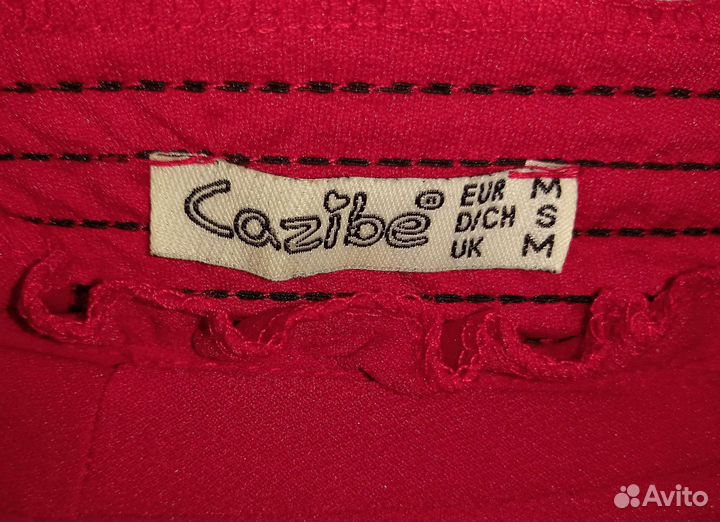 Cazibe®
EUR M
D/CH S
UK M
Avito